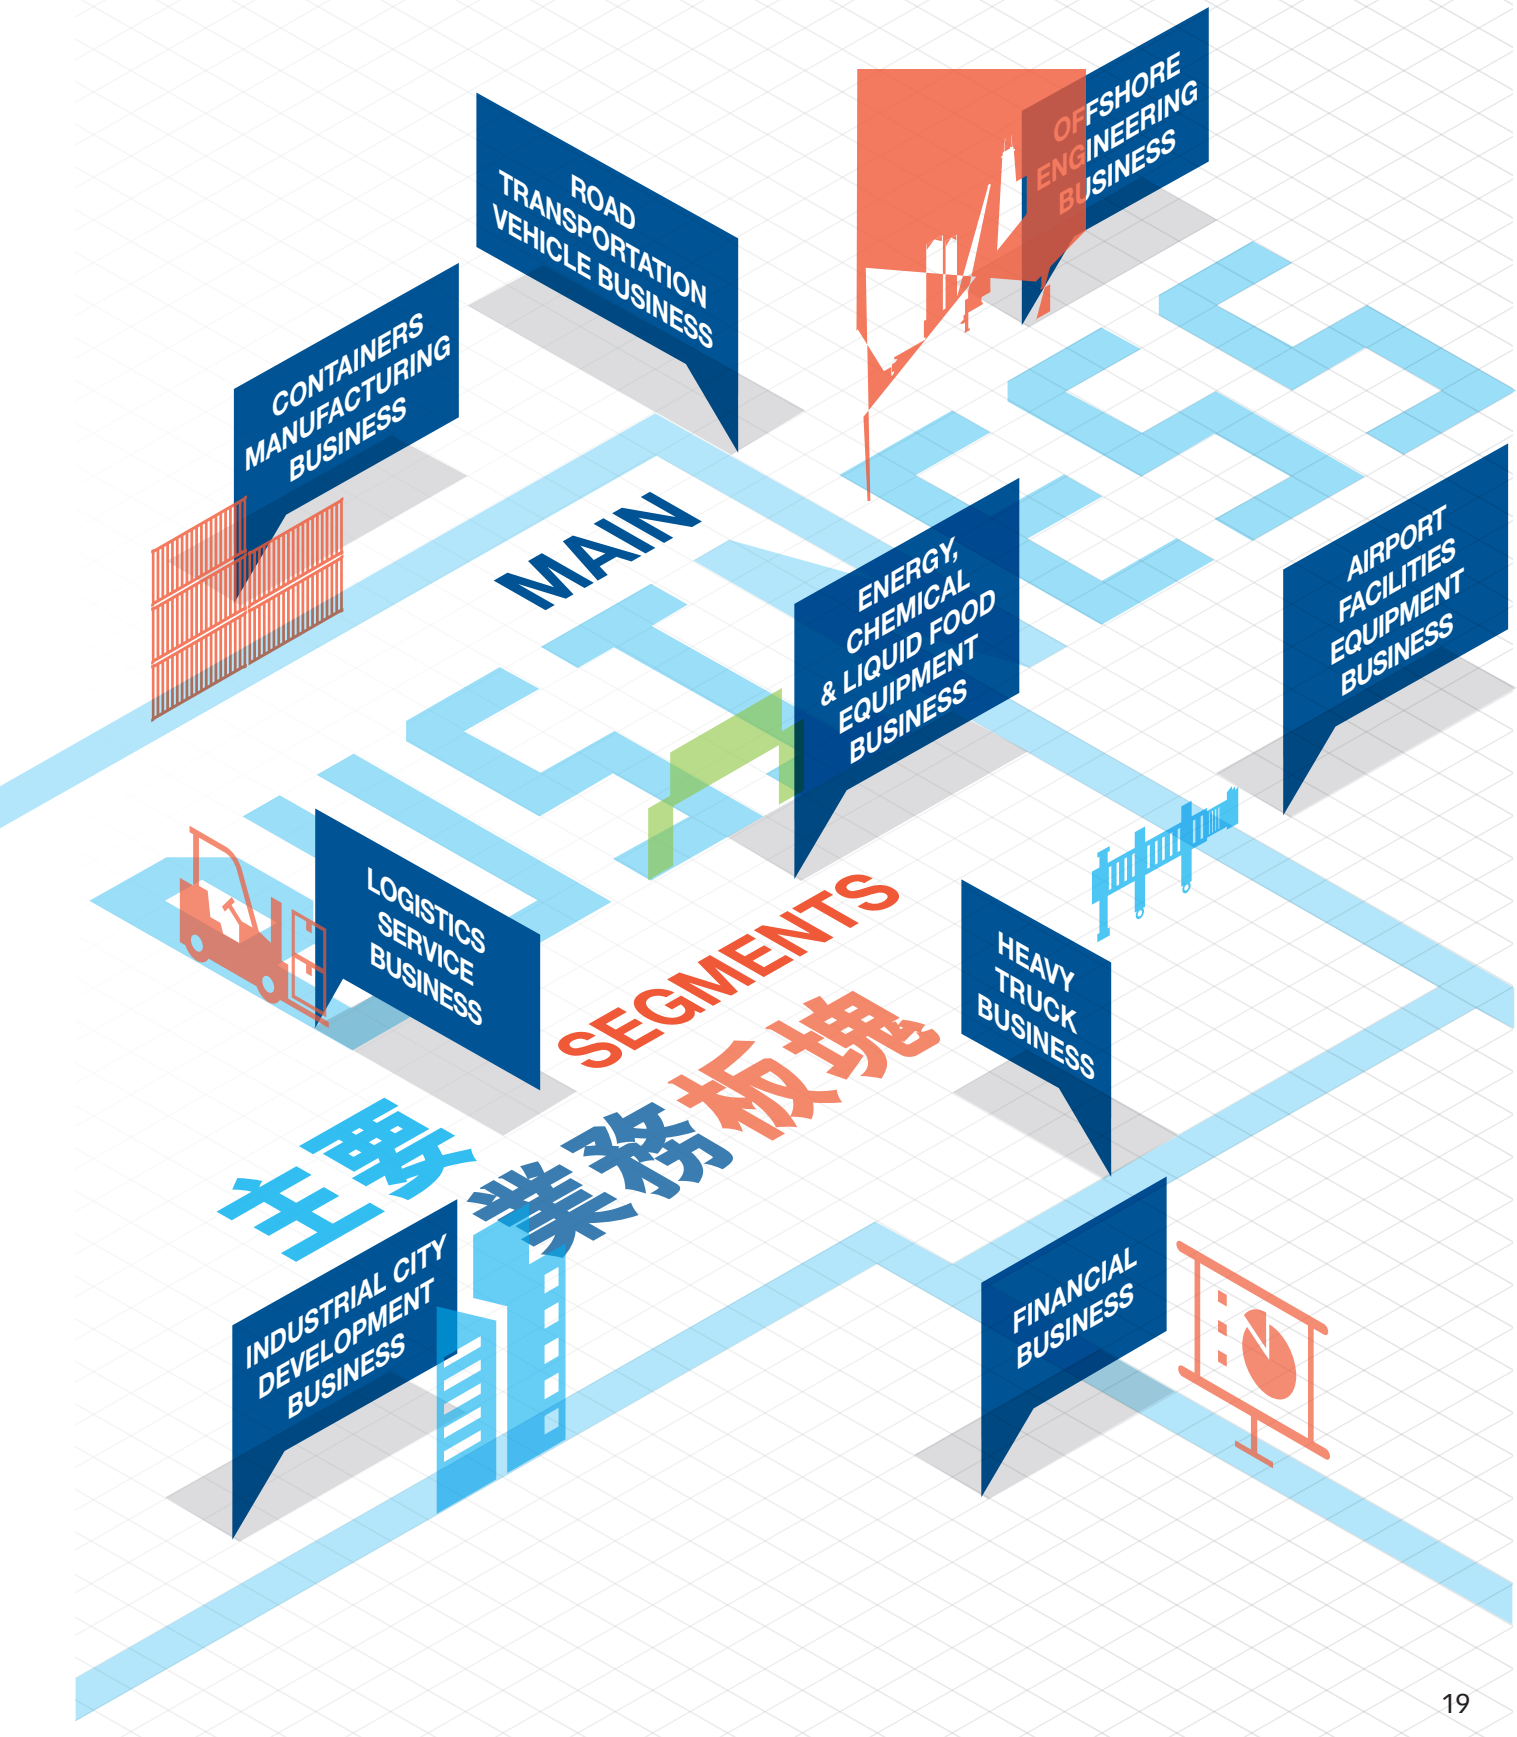 OFFSHORE
ENGINEERING
BUSINESS
ROAD
TRANSPORTATION
VEHICLE BUSINESS
CONTAINERS
MANUFACTURING
BUSINESS
MAIN
BUSINESS
SEGMENTS
ENERGY,
CHEMICAL
& LIQUID FOOD
EQUIPMENT
BUSINESS
AIRPORT
FACILITIES
EQUIPMENT
BUSINESS
LOGISTICS
SERVICE
BUSINESS
HEAVY
TRUCK
BUSINESS
主要
業務板塊
INDUSTRIAL CITY
DEVELOPMENT
BUSINESS
FINANCIAL
BUSINESS
19